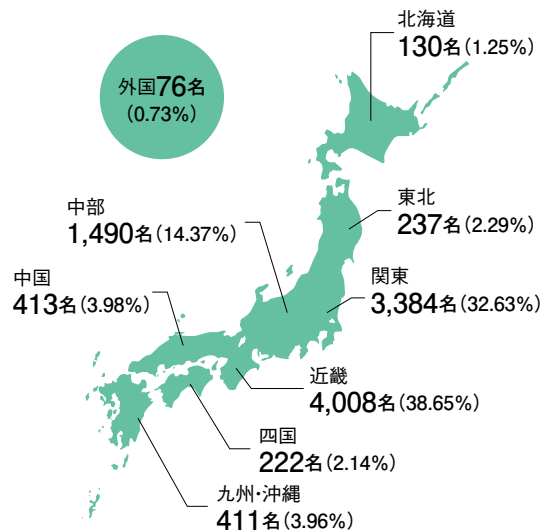 北海道
130名(1.25%)
外国76名
(0.73%)
東北
237名(2.29%)
中部
1,490名(14.37%)
関東
3,384名(32.63%)
中国
413名(3.98%)
近畿
4,008名(38.65%)
四国
222名(2.14%)
九州・沖縄
411名(3.96%)